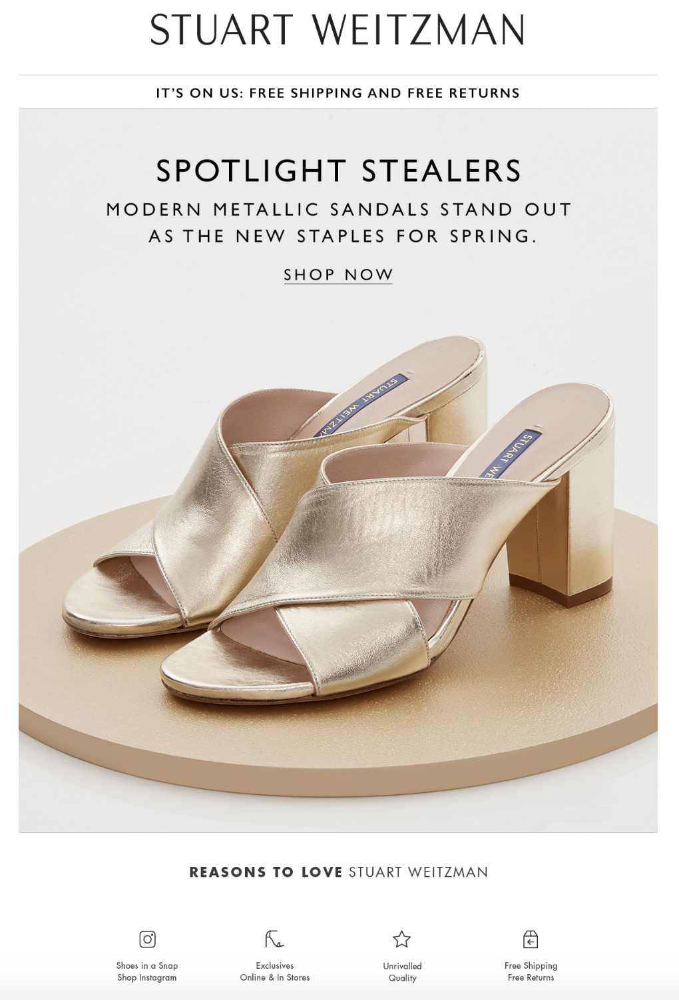 STUART WEITZMAN
IT'S ON US: FREE SHIPPING AND FREE RETURNS
SPOTLIGHT STEALERS
MODERN METALLIC SANDALS STAND OUT
AS THE NEW STAPLES FOR SPRING.
SHOP NOW
STUART WEITZM
STUART WE
REASONS TO LOVE STUART WEITZMAN
Shoes in a Snap
Shop Instagram
Exclusives
Online & In Stores
Unrivalled
Quality
Free Shipping
Free Returns